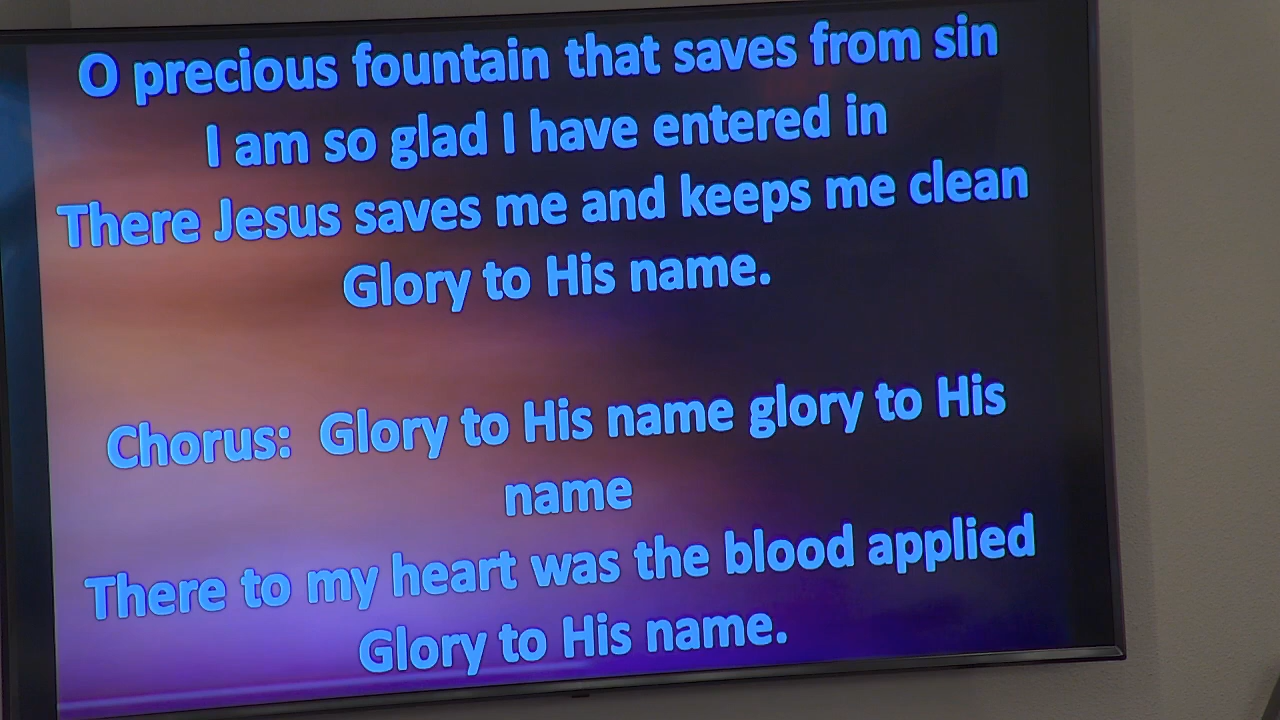 O precious fountain that saves from sin
I am so glad I have entered in
There Jesus saves me and keeps me clean
Glory to His name.
Chorus:  Glory to His name glory to His
name
There to my heart was the blood applied
Glory to His name.